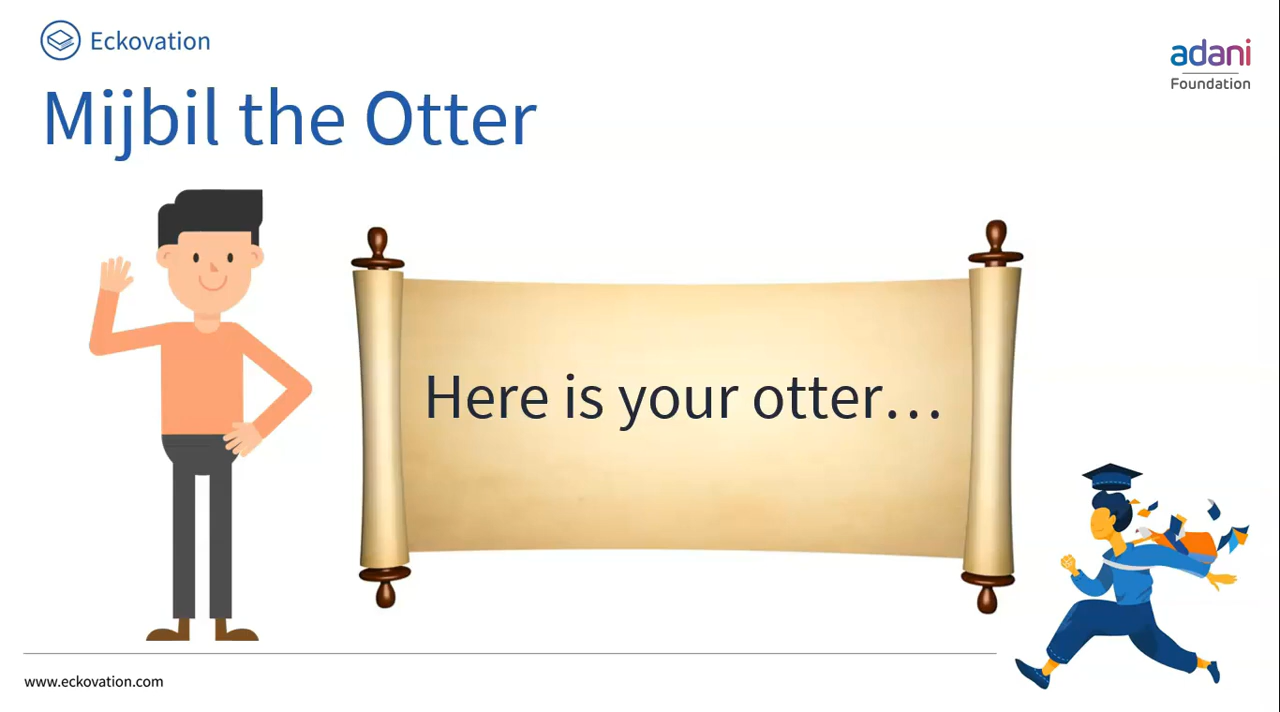 Eckovation
adani
Foundation
Mijbil the Otter
Here is your otter...
www.eckovation.com